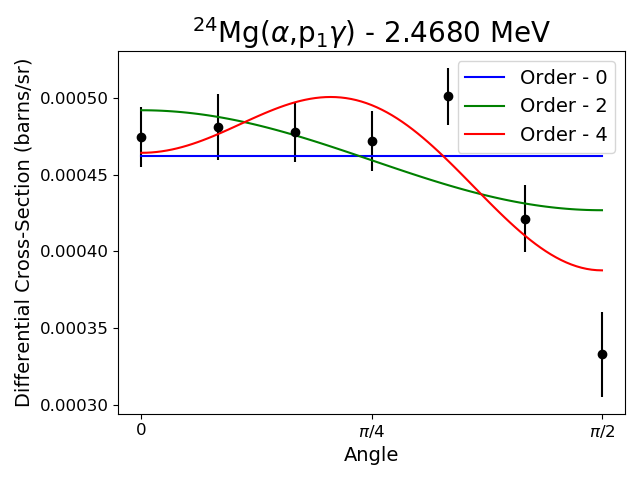 ²⁴Mg(α,p₁γ) - 2.4680 MeV
Differential Cross-Section (barns/sr)
0.00050
0.00045
0.00040
0.00035
0.00030
Order - 0
Order - 2
Order - 4
0
π/4
π/2
Angle